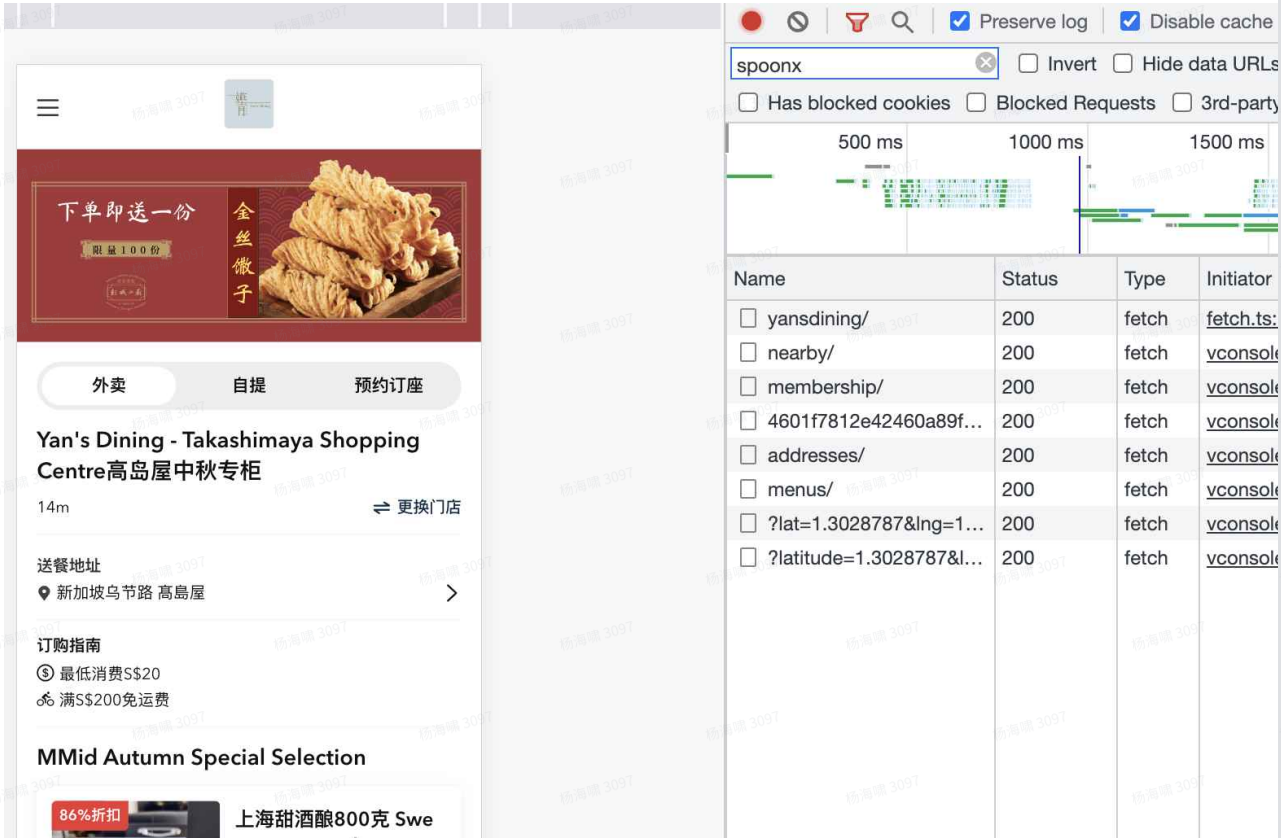 下单即送一份
限量100份
金丝馓子
外卖
自提
预约订座
Yan's Dining - Takashimaya Shopping
Centre高岛屋中秋专柜
14m
更换门店
送餐地址
新加坡乌节路 髙島屋
订购指南
最低消费S$20
满S$200免运费
MMid Autumn Special Selection
86%折扣
上海甜酒酿800克 Swe
Preserve log
Disable cache
spoonx
Invert
Hide data URLs
Has blocked cookies
Blocked Requests
3rd-party
500 ms
1000 ms
1500 ms
Name Status Type Initiator
yansdining/ 200 fetch fetch.ts:
nearby/ 200 fetch vconsole
membership/ 200 fetch vconsole
4601f7812e42460a89f... 200 fetch vconsole
addresses/ 200 fetch vconsole
menus/ 200 fetch vconsole
?lat=1.3028787&lng=1... 200 fetch vconsole
?latitude=1.3028787&l... 200 fetch vconsole
杨海啸 3097